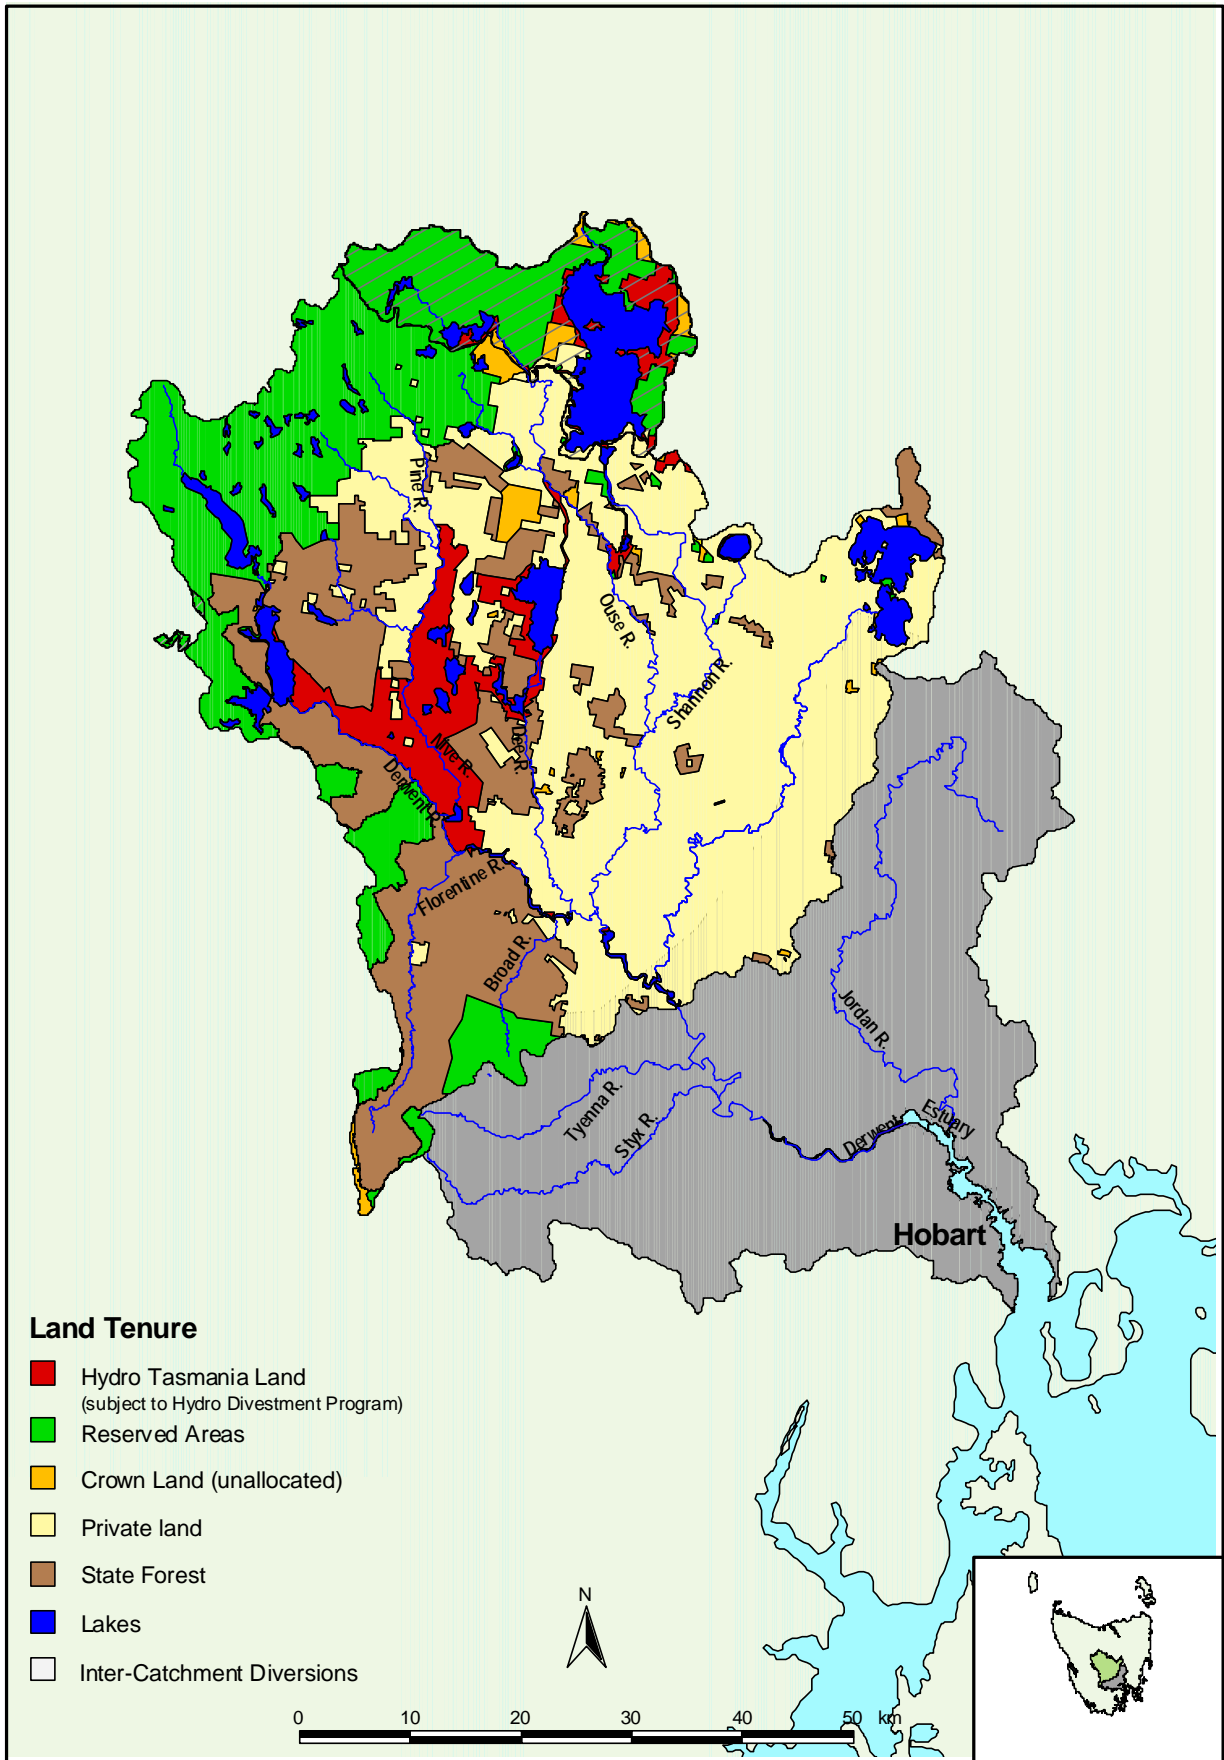 Pine R.
Ouse R.
Shannon R.
Dee R.
Nive R.
Derwent R.
Florentine R.
Broad R.
Jordan R.
Tyenna R.
Styx R.
Derwent Estuary
Hobart
Land Tenure
Hydro Tasmania Land
(subject to Hydro Divestment Program)
Reserved Areas
Crown Land (unallocated)
Private land
State Forest
Lakes
Inter-Catchment Diversions
N
0 10 20 30 40 50 km